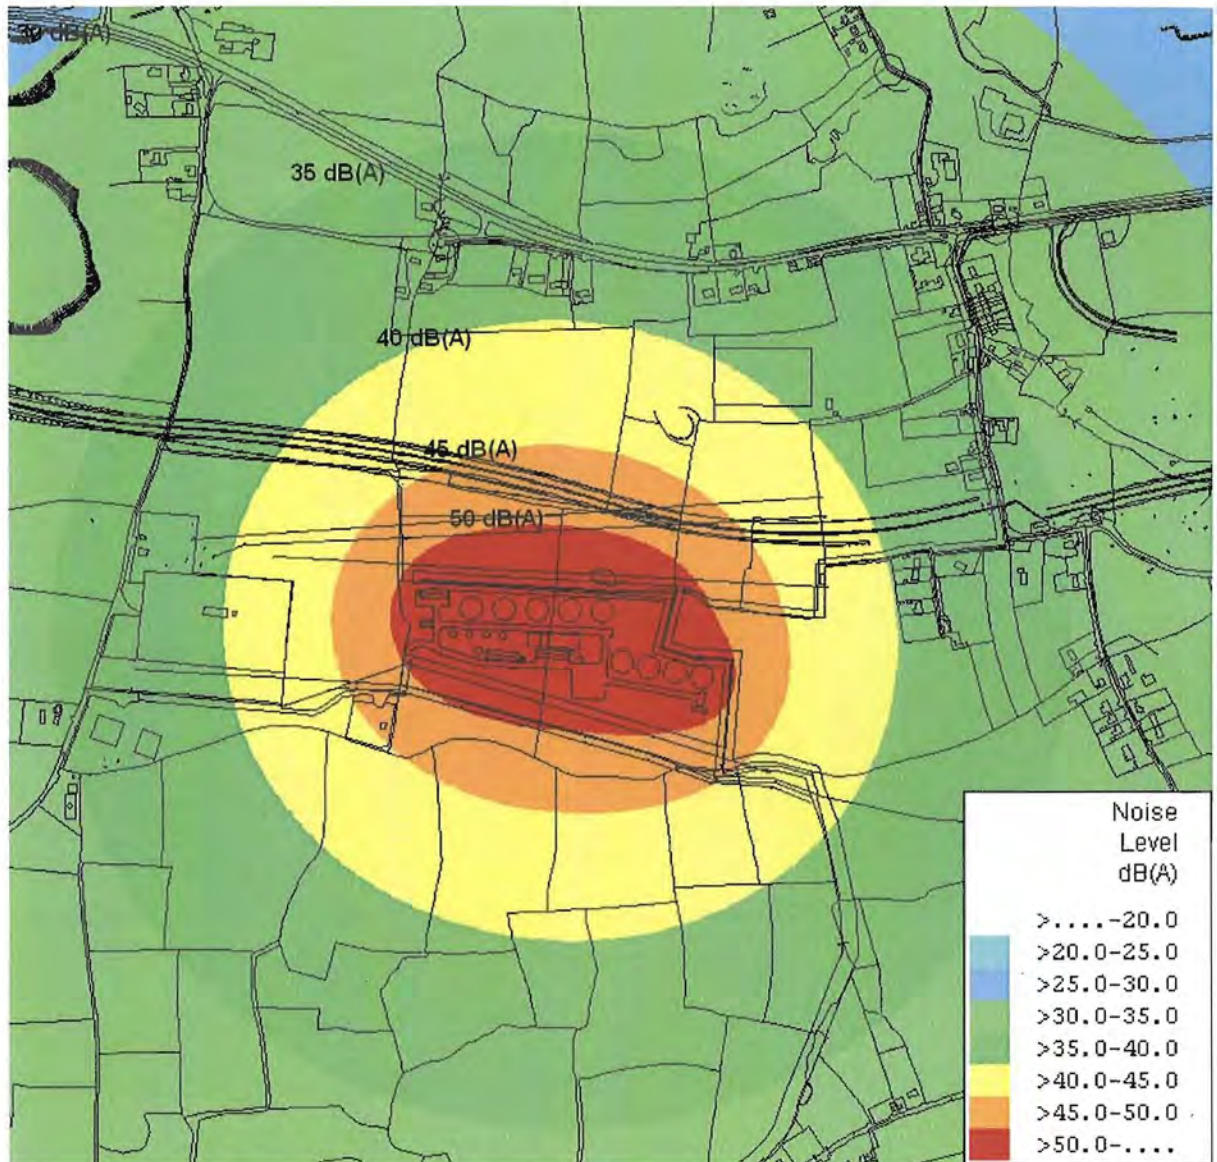 30 dB(A)
35 dB(A)
40 dB(A)
45 dB(A)
50 dB(A)
Noise
Level
dB(A)
>....-20.0
>20.0-25.0
>25.0-30.0
>30.0-35.0
>35.0-40.0
>40.0-45.0
>45.0-50.0
>50.0-....